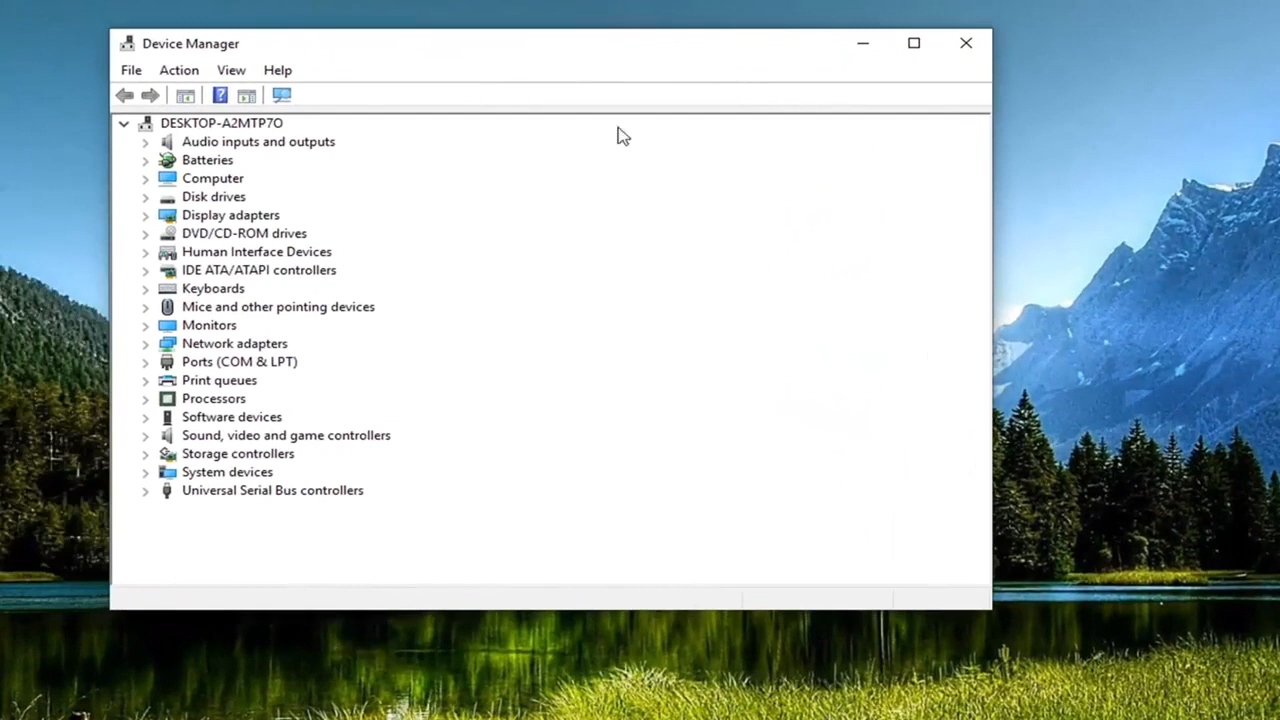 Device Manager
File Action View Help
DESKTOP-A2MTP7O
Audio inputs and outputs
Batteries
Computer
Disk drives
Display adapters
DVD/CD-ROM drives
Human Interface Devices
IDE ATA/ATAPI controllers
Keyboards
Mice and other pointing devices
Monitors
Network adapters
Ports (COM & LPT)
Print queues
Processors
Software devices
Sound, video and game controllers
Storage controllers
System devices
Universal Serial Bus controllers